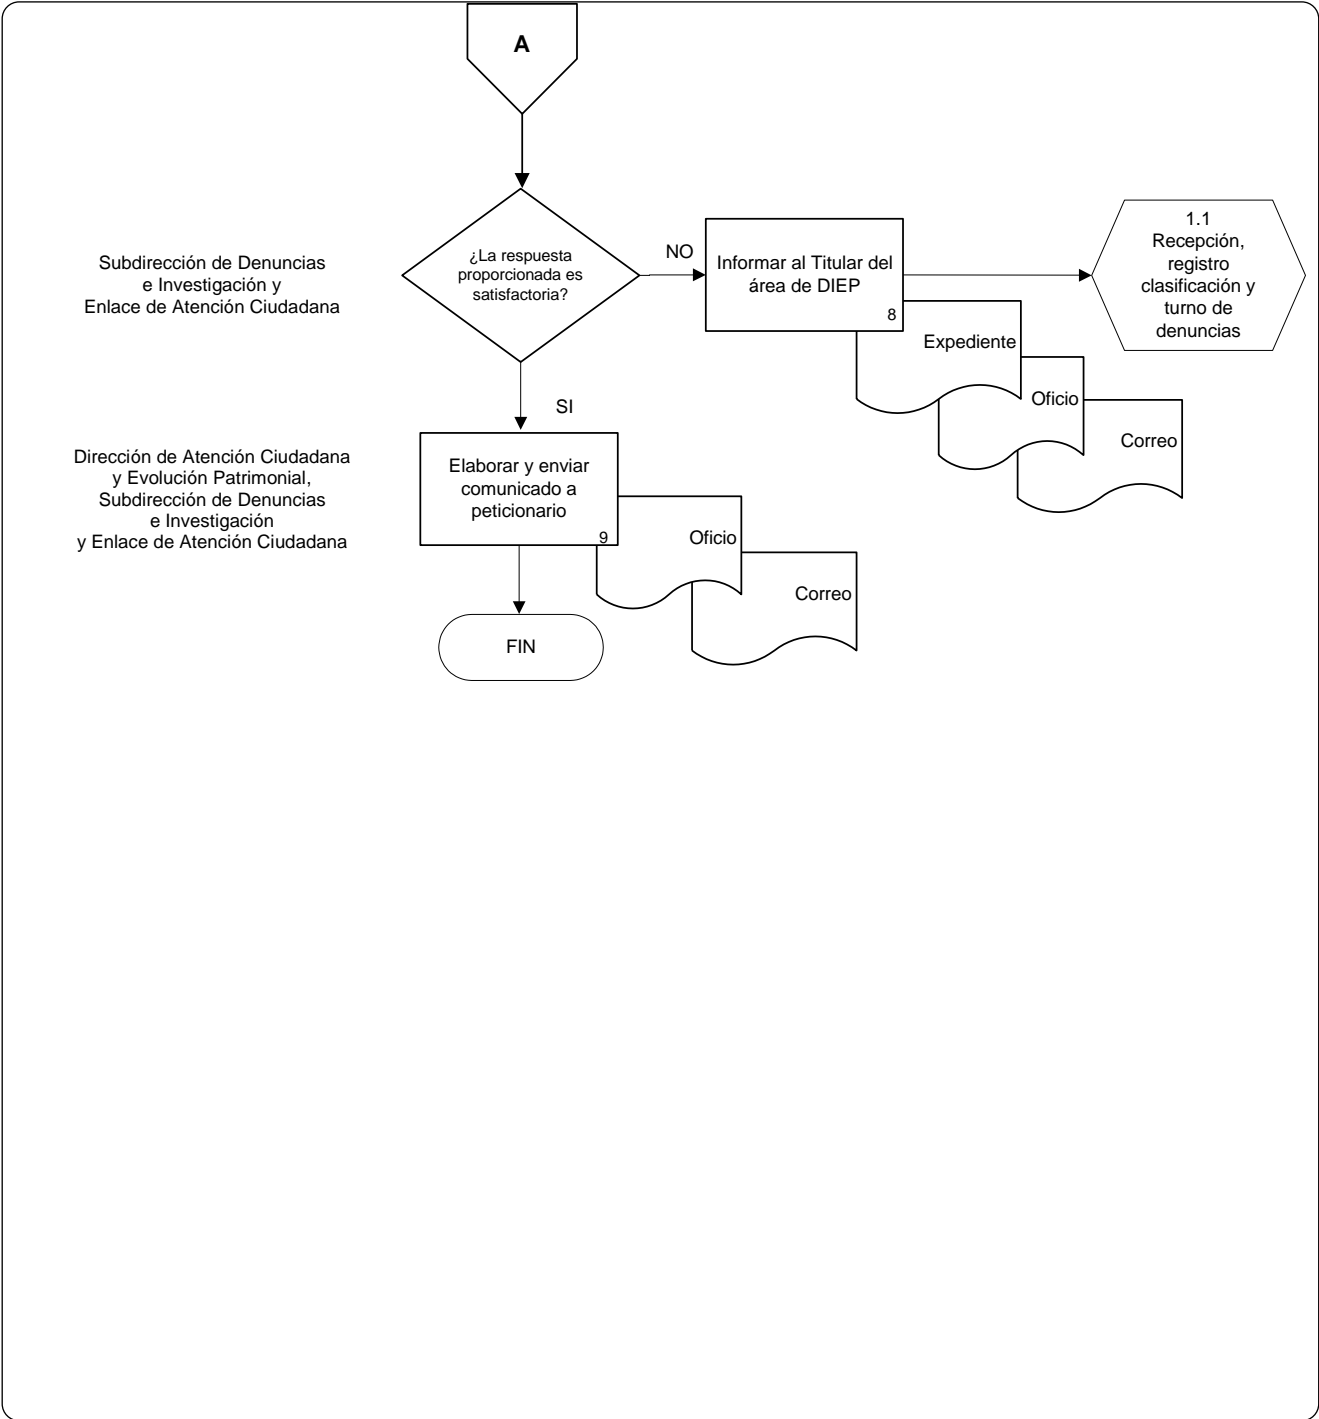 A
Subdirección de Denuncias
e Investigación y
Enlace de Atención Ciudadana
¿La respuesta
proporcionada es
satisfactoria?
NO
Informar al Titular del
área de DIEP
8
1.1
Recepción,
registro
clasificación y
turno de
denuncias
Expediente
Oficio
Correo
SI
Dirección de Atención Ciudadana
y Evolución Patrimonial,
Subdirección de Denuncias
e Investigación
y Enlace de Atención Ciudadana
Elaborar y enviar
comunicado a
peticionario
9
Oficio
Correo
FIN